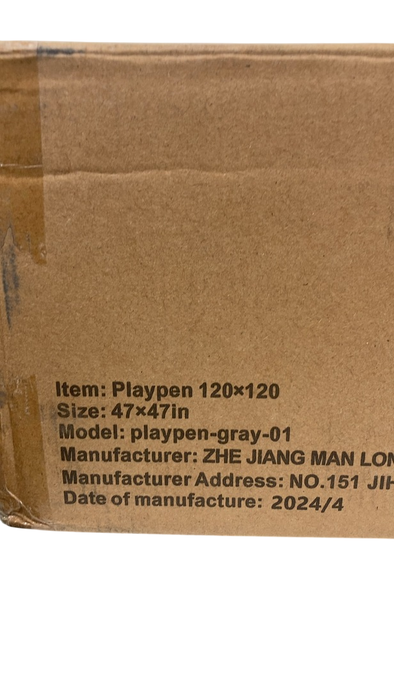 Item: Playpen 120×120
Size: 47×47in
Model: playpen-gray-01
Manufacturer: ZHE JIANG MAN
Manufacturer Address: NO.151
Date of manufacture: 2024/4